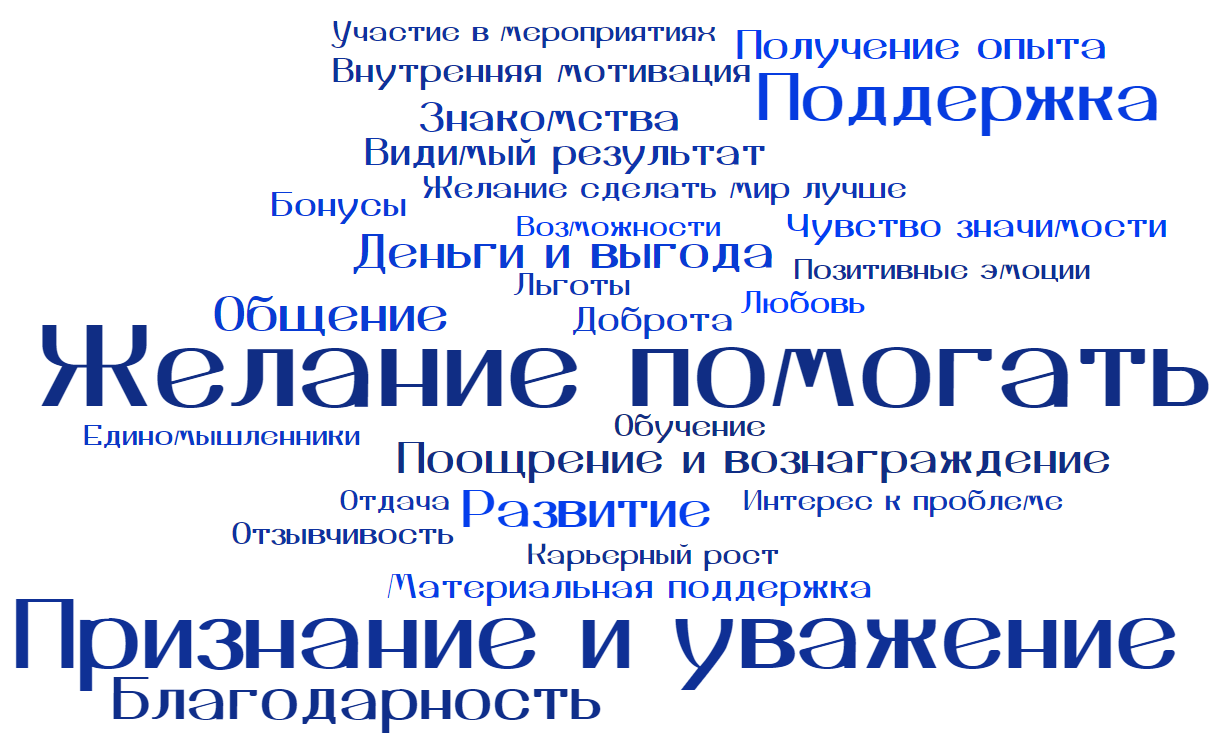 Участие в мероприятиях
Получение опыта
Внутренняя мотивация
Поддержка
Знакомства
Видимый результат
Желание сделать мир лучше
Бонусы
Возможности
Чувство значимости
Деньги и выгода
Позитивные эмоции
Льготы
Любовь
Общение
Доброта
Желание помогать
Обучение
Единомышленники
Поощрение и вознаграждение
Отдача
Развитие
Интерес к проблеме
Отзывчивость
Карьерный рост
Материальная поддержка
Признание и уважение
Благодарность